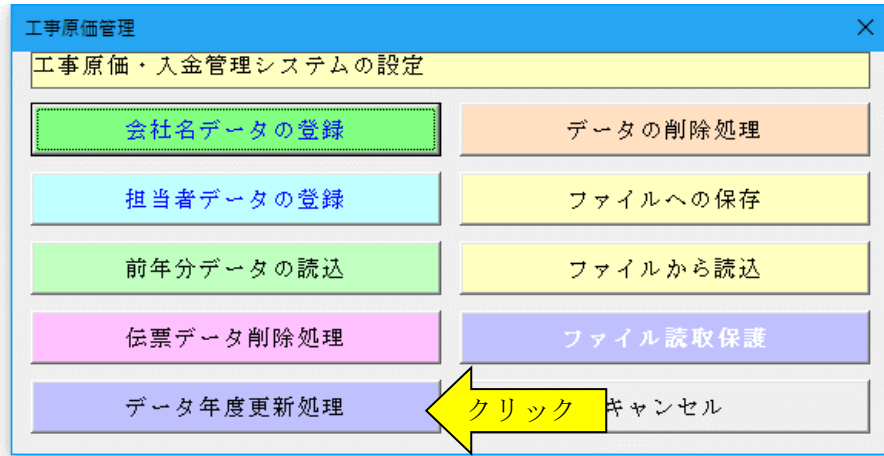 工事原価管理
工事原価・入金管理システムの設定
会社名データの登録
データの削除処理
担当者データの登録
ファイルへの保存
前年分データの読込
ファイルから読込
伝票データ削除処理
ファイル読取保護
データ年度更新処理
クリック
キャンセル